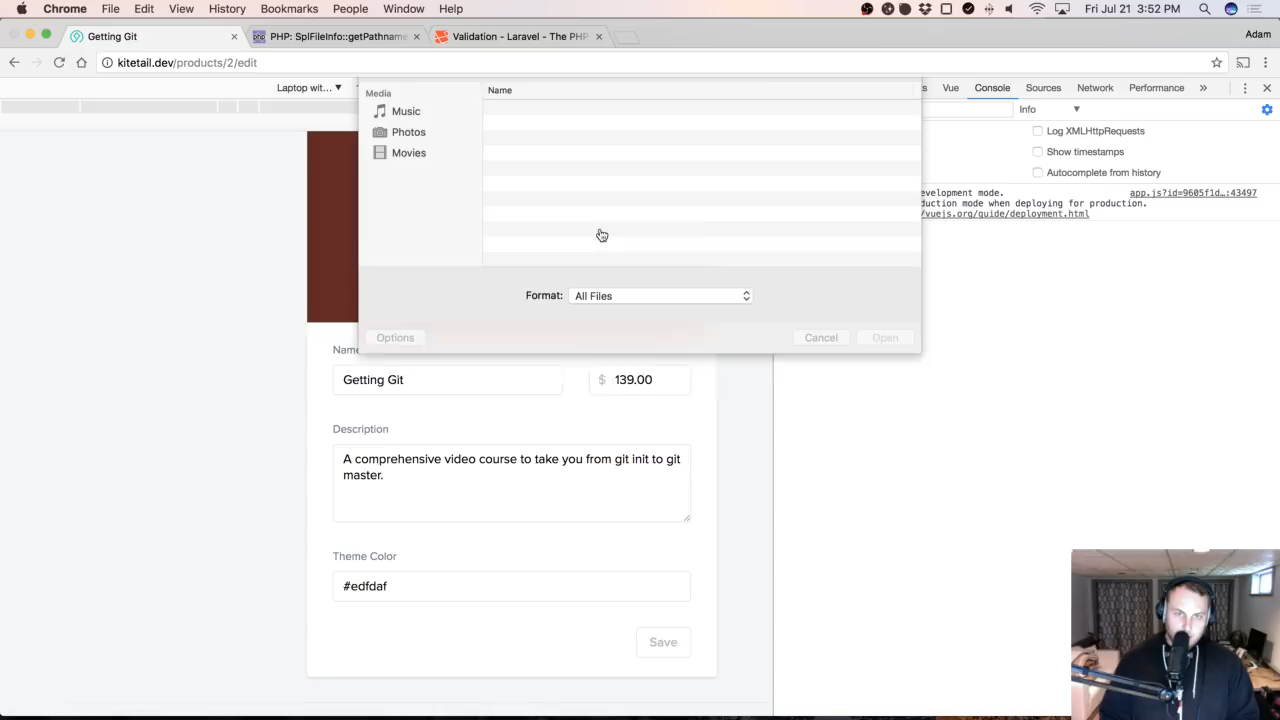 Chrome File Edit View History Bookmarks People Window Help Fri Jul 21 3:52 PM
Getting Git PHP: SplFileInfo::getPathname Validation - Laravel - The PHP Adam
kitetail.dev/products/2/edit
Laptop wit... Vue Console Sources Network Performance
Media Name
Music Info
Photos Log XMLHttpRequests
Movies Show timestamps
Autocomplete from history
evelopment mode. app.js?id=9605f1d…:43497
duction mode when deploying for production.
/vuejs.org/guide/deployment.html
Format: All Files
Options Cancel Open
Name
Getting Git $ 139.00
Description
A comprehensive video course to take you from git init to git
master.
Theme Color
#edfdaf
Save